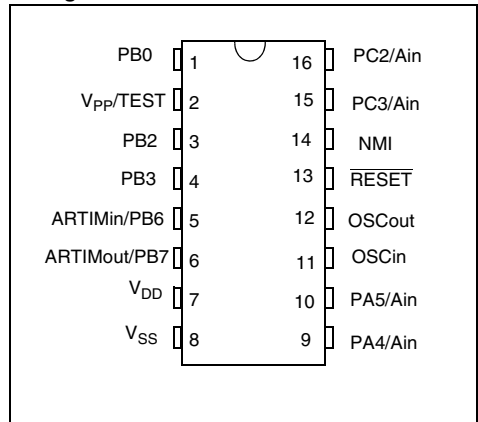 PB0 1 16 PC2/Ain
VPP/TEST 2 15 PC3/Ain
PB2 3 14 NMI
PB3 4 13 RESET
ARTIMin/PB6 5 12 OSCout
ARTIMout/PB7 6 11 OSCin
VDD 7 10 PA5/Ain
VSS 8 9 PA4/Ain